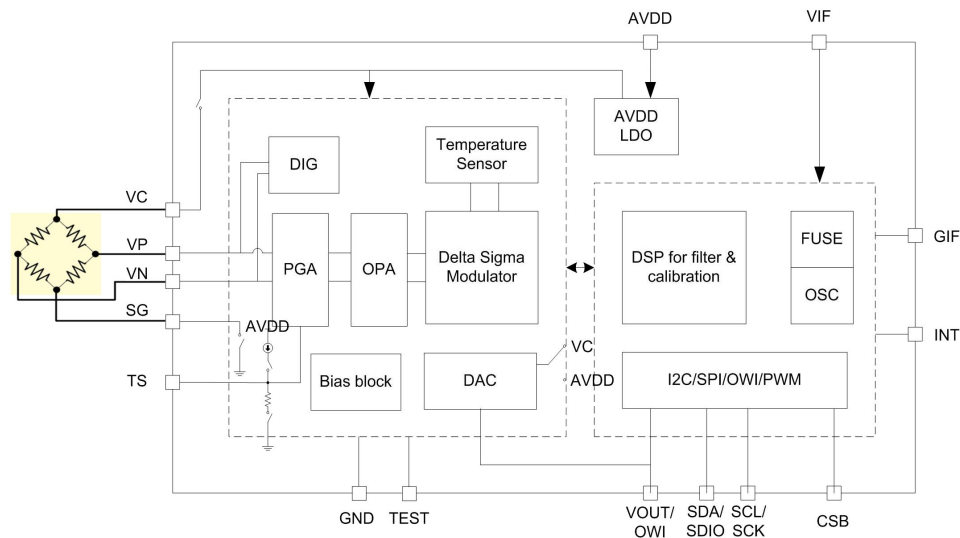 AVDD
VIF
AVDD
LDO
Temperature
Sensor
DIG
VC
VP
VN
SG
TS
PGA
OPA
Delta Sigma
Modulator
DSP for filter &
calibration
FUSE
OSC
GIF
INT
AVDD
Bias block
DAC
VC
AVDD
I2C/SPI/OWI/PWM
GND
TEST
VOUT/
OWI
SDA/
SDIO
SCL/
SCK
CSB